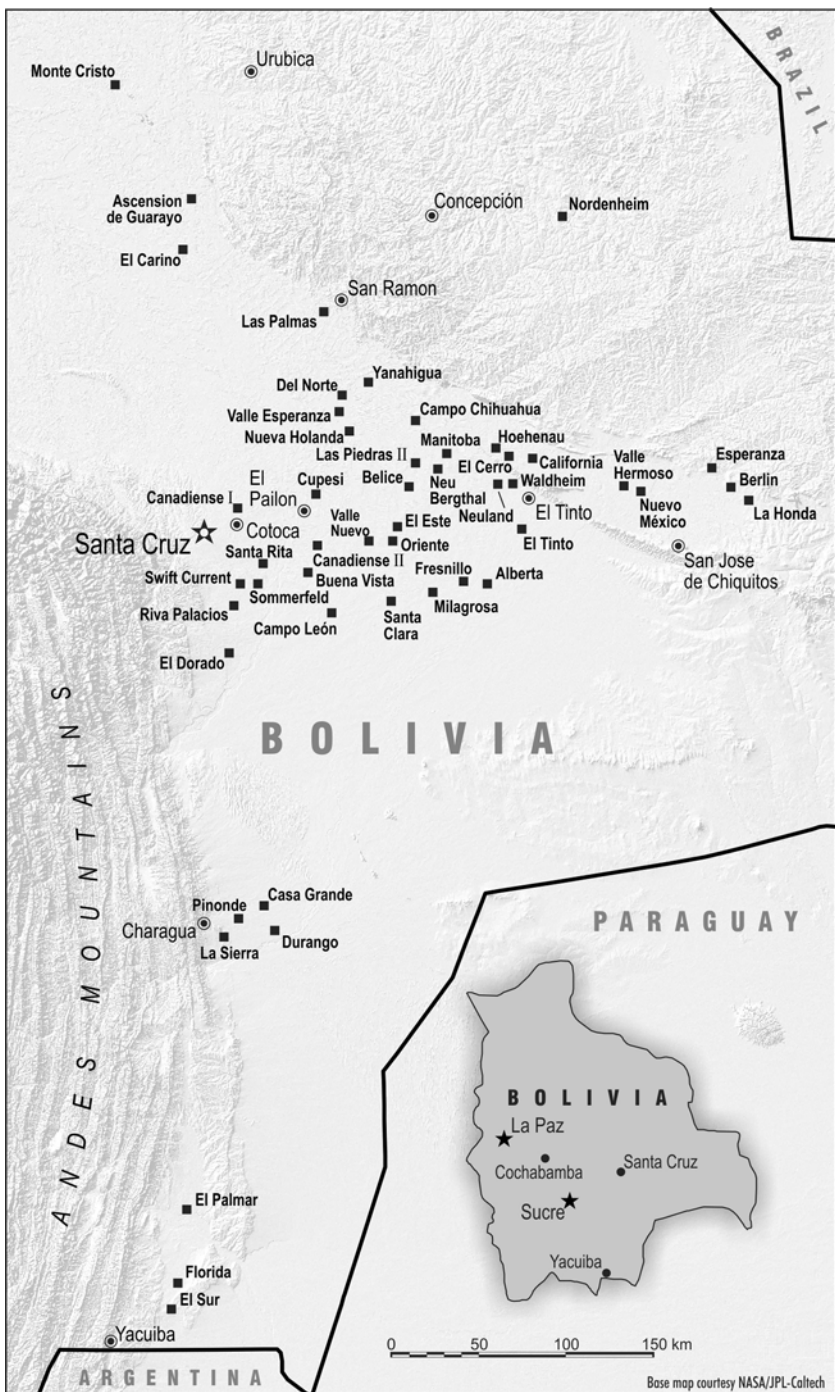 Urubica
Monte Cristo
BRAZIL
Ascension
de Guarayo
Concepción
Nordenheim
El Carino
San Ramon
Las Palmas
Yanahigua
Del Norte
Valle Esperanza
Campo Chihuahua
Nueva Holanda
Manitoba
Hoehenau
Las Piedras II
El Cerro
California
Valle
Hermoso
Esperanza
El
Pailon
Cupesi
Belice
Neu
Bergthal
Waldheim
Berlin
Canadiense I
Neuland
El Tinto
Nuevo
México
La Honda
Santa Cruz
Cotoca
Valle
Nuevo
El Este
Oriente
El Tinto
San Jose
de Chiquitos
Santa Rita
Canadiense II
Swift Current
Buena Vista
Fresnillo
Alberta
Sommerfeld
Riva Palacios
Campo León
Santa
Clara
Milagrosa
El Dorado
BOLIVIA
ANDES MOUNTAINS
Casa Grande
Pinonde
Charagua
La Sierra
Durango
PARAGUAY
BOLIVIA
La Paz
Cochabamba
Santa Cruz
Sucre
Yacuiba
El Palmar
Florida
El Sur
Yacuiba
ARGENTINA
0 50 100 150 km
Base map courtesy NASA/JPL-Caltech